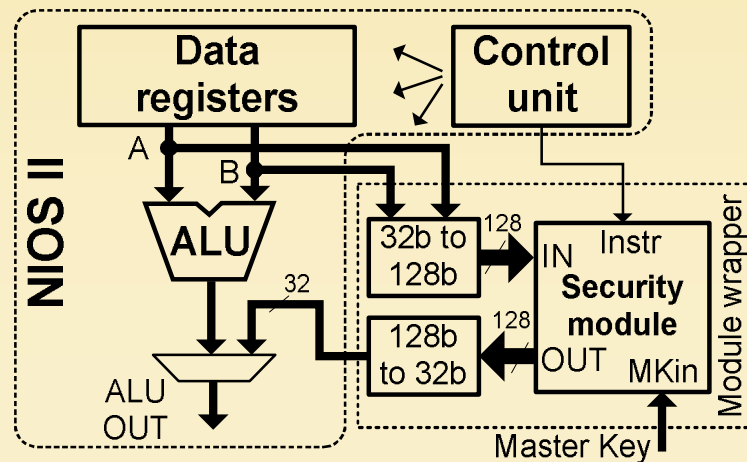 Data
registers
Control
unit
A
B
NIOS II
ALU
32b to
128b
128
IN
Instr
Security
module
32
128b
to 32b
128
OUT
MKin
Module wrapper
ALU
OUT
Master Key